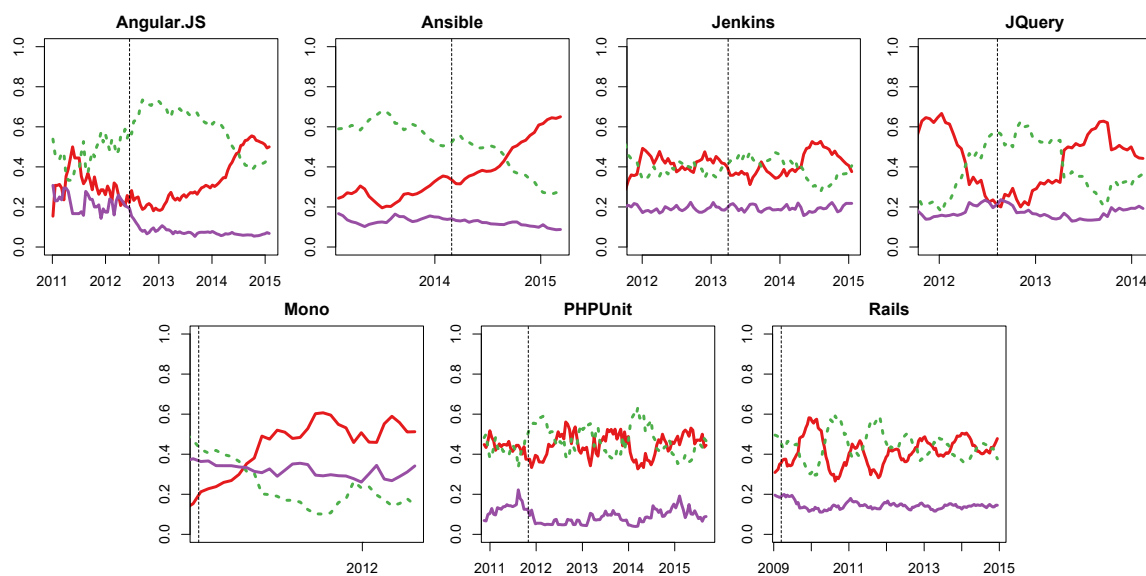 Angular.JS Ansible Jenkins JQuery
1.0 1.0 1.0 1.0
0.8 0.8 0.8 0.8
0.6 0.6 0.6 0.6
0.4 0.4 0.4 0.4
0.2 0.2 0.2 0.2
0.0 0.0 0.0 0.0
2011 2012 2013 2014 2015 2014 2015 2012 2013 2014 2015 2012 2013 2014
Mono PHPUnit Rails
1.0 1.0 1.0
0.8 0.8 0.8
0.6 0.6 0.6
0.4 0.4 0.4
0.2 0.2 0.2
0.0 0.0 0.0
2012 2011 2012 2013 2014 2015 2009 2011 2012 2013 2015